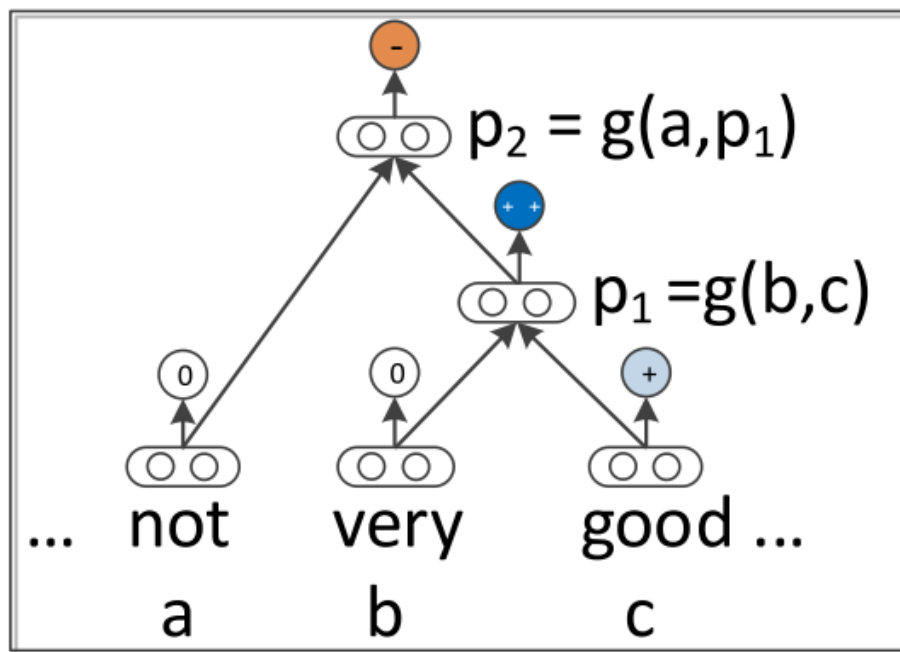 -
p₂ = g(a,p₁)
+ +
p₁ =g(b,c)
0 0 +
... not very good ...
a b c